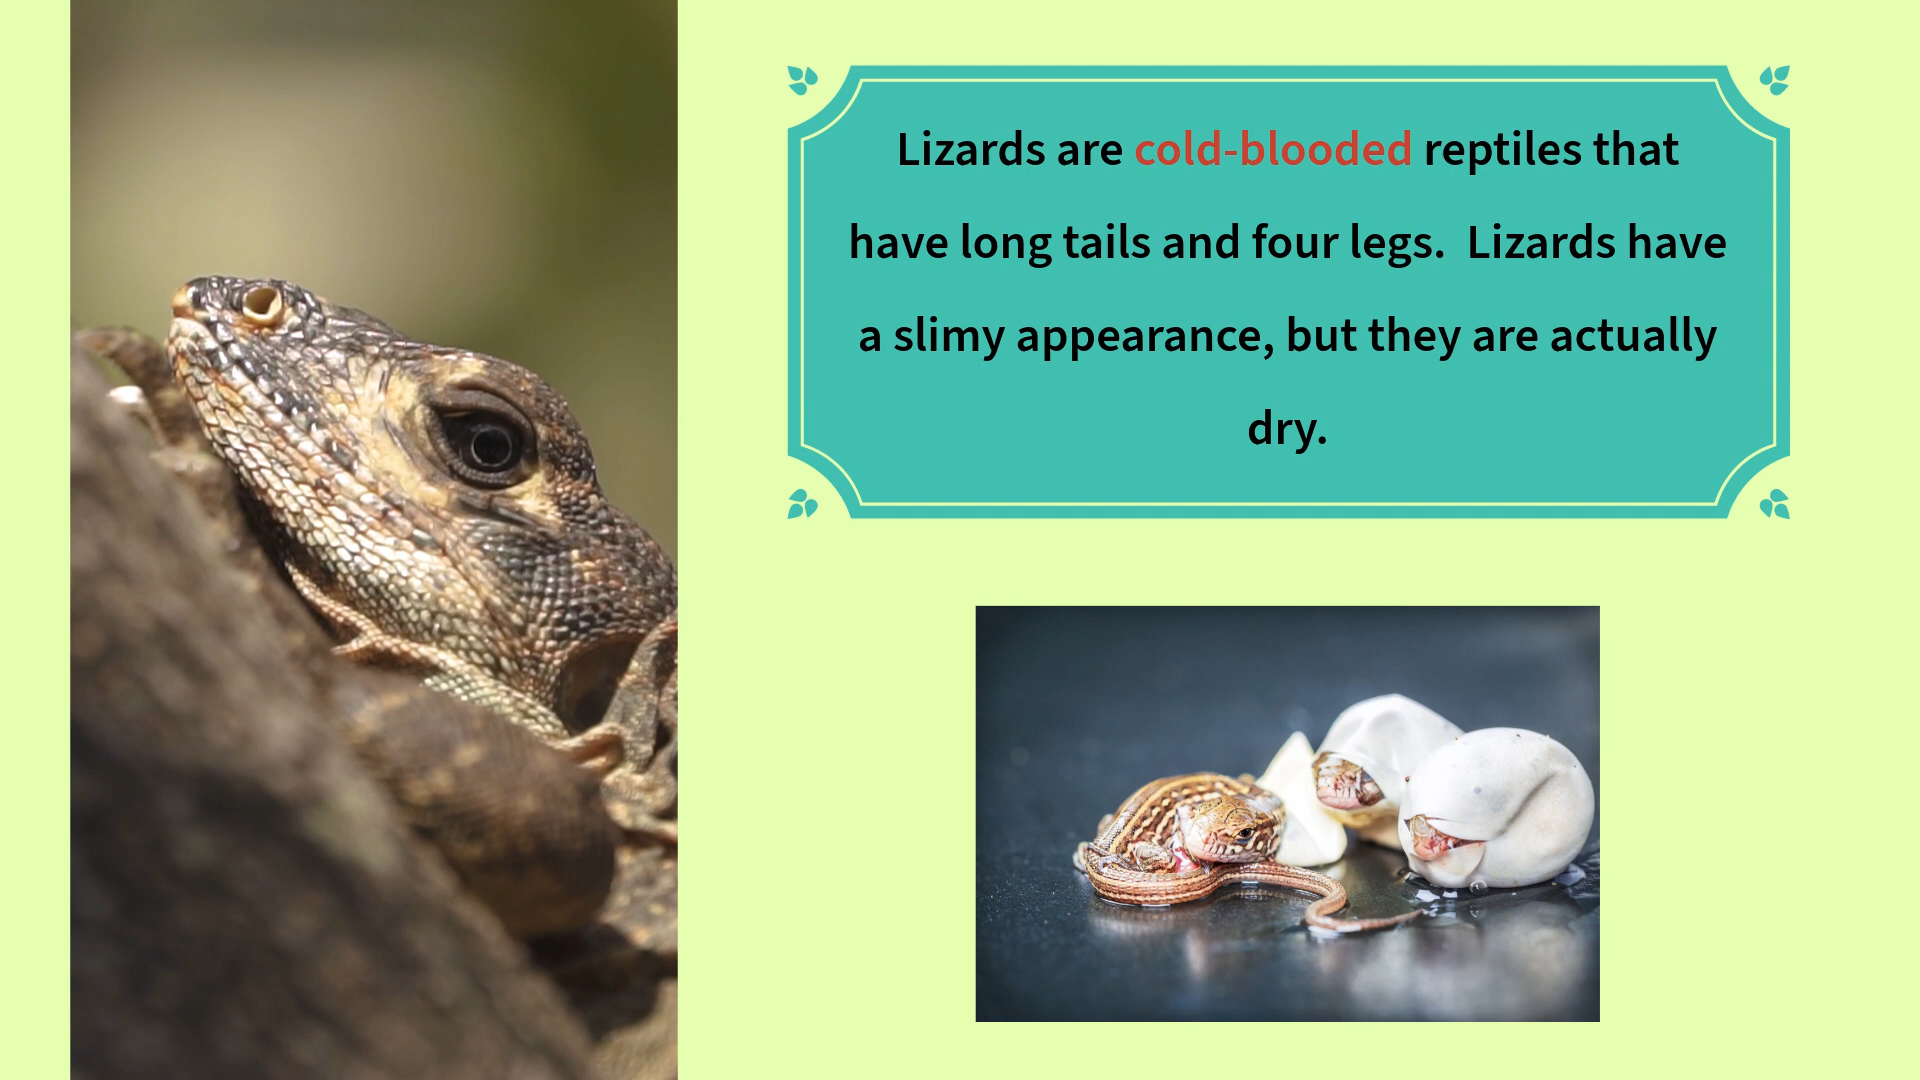 Lizards are cold-blooded reptiles that
have long tails and four legs.  Lizards have
a slimy appearance, but they are actually
dry.